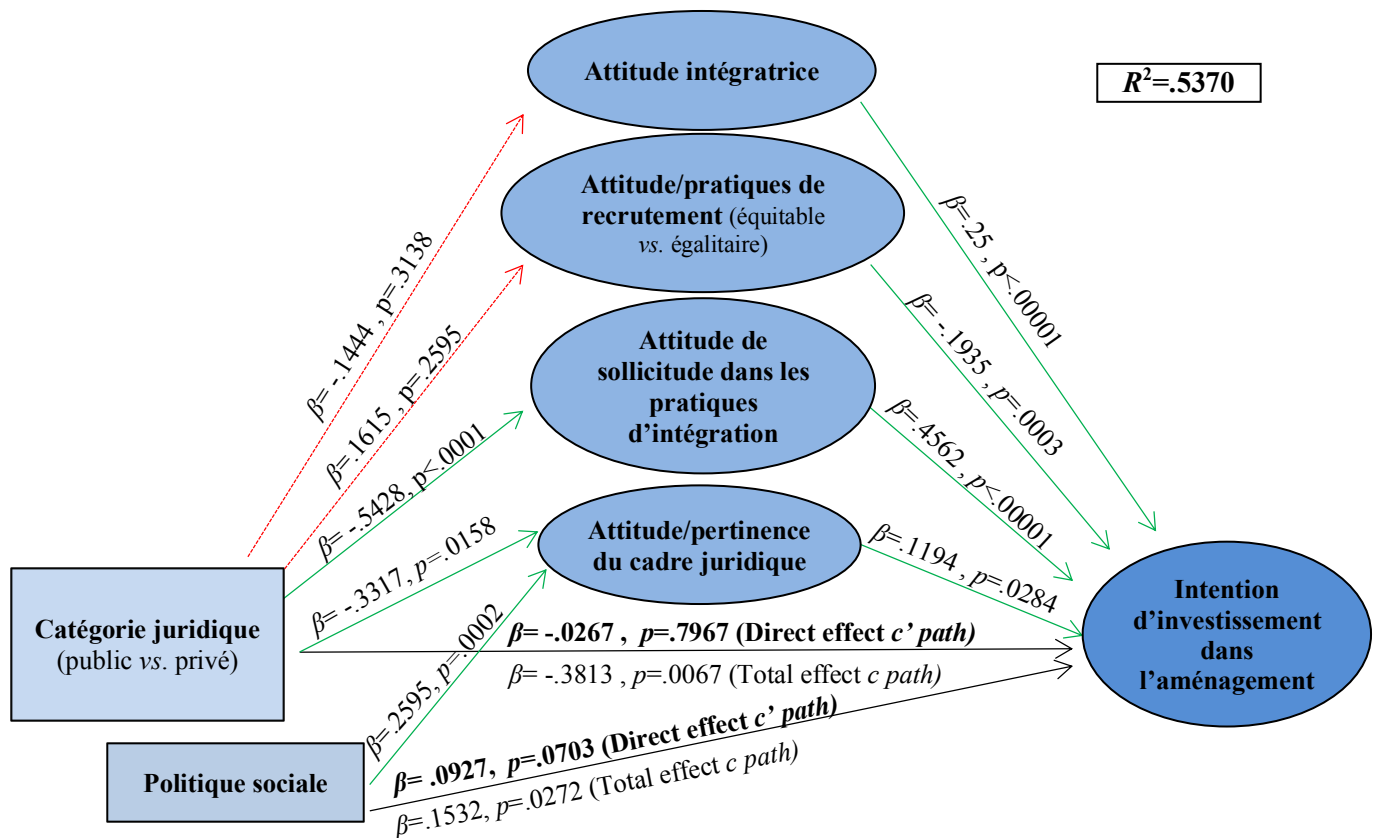 Attitude intégratrice
R²=.5370
Attitude/pratiques de
recrutement (équitable
vs. égalitaire)
Attitude de
sollicitude dans les
pratiques
d’intégration
Attitude/pertinence
du cadre juridique
Catégorie juridique
(public vs. privé)
Politique sociale
Intention
d’investissement
dans
l’aménagement
β= -.1444 , p=.3138
β=.1615 , p=.2595
β= -.5428, p<.0001
β= -.3317, p=.0158
β=.2595, p=.0002
β=.25 , p<.00001
β= -.1935 , p=.0003
β=.4562, p<.00001
β=.1194 , p=.0284
β= -.0267 , p=.7967 (Direct effect c’ path)
β= -.3813 , p=.0067 (Total effect c path)
β= .0927, p=.0703 (Direct effect c’ path)
β=.1532, p=.0272 (Total effect c path)